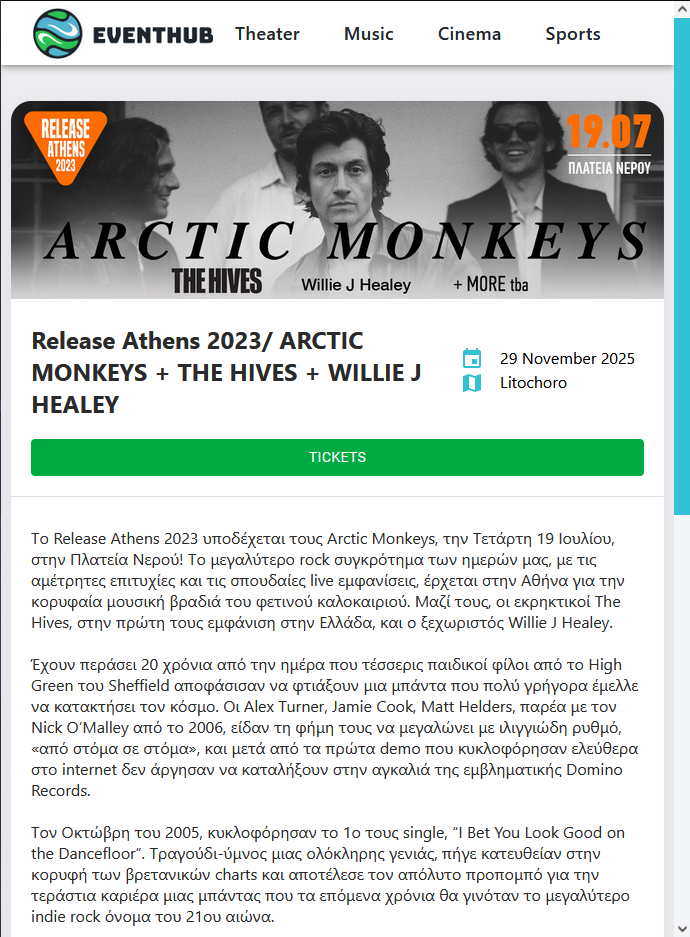 EVENTHUB Theater Music Cinema Sports
RELEASE
ATHENS
2023
19.07
ΠΛΑΤΕΙΑ ΝΕΡΟΥ
ARCTIC MONKEYS
THE HIVES Willie J Healey + MORE tba
Release Athens 2023/ ARCTIC
MONKEYS + THE HIVES + WILLIE J
HEALEY
29 November 2025
Litochoro
TICKETS
Το Release Athens 2023 υποδέχεται τους Arctic Monkeys, την Τετάρτη 19 Ιουλίου,
στην Πλατεία Νερού! Το μεγαλύτερο rock συγκρότημα των ημερών μας, με τις
αμέτρητες επιτυχίες και τις σπουδαίες live εμφανίσεις, έρχεται στην Αθήνα για την
κορυφαία μουσική βραδιά του φετινού καλοκαιριού. Μαζί τους, οι εκρηκτικοί The
Hives, στην πρώτη τους εμφάνιση στην Ελλάδα, και ο ξεχωριστός Willie J Healey.
Έχουν περάσει 20 χρόνια από την ημέρα που τέσσερις παιδικοί φίλοι από το High
Green του Sheffield αποφάσισαν να φτιάξουν μια μπάντα που πολύ γρήγορα έμελλε
να κατακτήσει τον κόσμο. Οι Alex Turner, Jamie Cook, Matt Helders, παρέα με τον
Nick O’Malley από το 2006, είδαν τη φήμη τους να μεγαλώνει με ιλιγγιώδη ρυθμό,
«από στόμα σε στόμα», και μετά από τα πρώτα demo που κυκλοφόρησαν ελεύθερα
στο internet δεν άργησαν να καταλήξουν στην αγκαλιά της εμβληματικής Domino
Records.
Τον Οκτώβρη του 2005, κυκλοφόρησαν το 1ο τους single, “I Bet You Look Good on
the Dancefloor”. Τραγούδι-ύμνος μιας ολόκληρης γενιάς, πήγε κατευθείαν στην
κορυφή των βρετανικών charts και αποτέλεσε τον απόλυτο προπομπό για την
τεράστια καριέρα μιας μπάντας που τα επόμενα χρόνια θα γινόταν το μεγαλύτερο
indie rock όνομα του 21ου αιώνα.